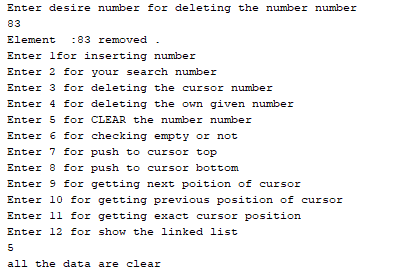 Enter desire number for deleting the number number
83
Element  :83 removed .
Enter 1for inserting number
Enter 2 for your search number
Enter 3 for deleting the cursor number
Enter 4 for deleting the own given number
Enter 5 for CLEAR the number number
Enter 6 for checking empty or not
Enter 7 for push to cursor top
Enter 8 for push to cursor bottom
Enter 9 for getting next poition of cursor
Enter 10 for getting previous position of cursor
Enter 11 for getting exact cursor position
Enter 12 for show the linked list
5
all the data are clear